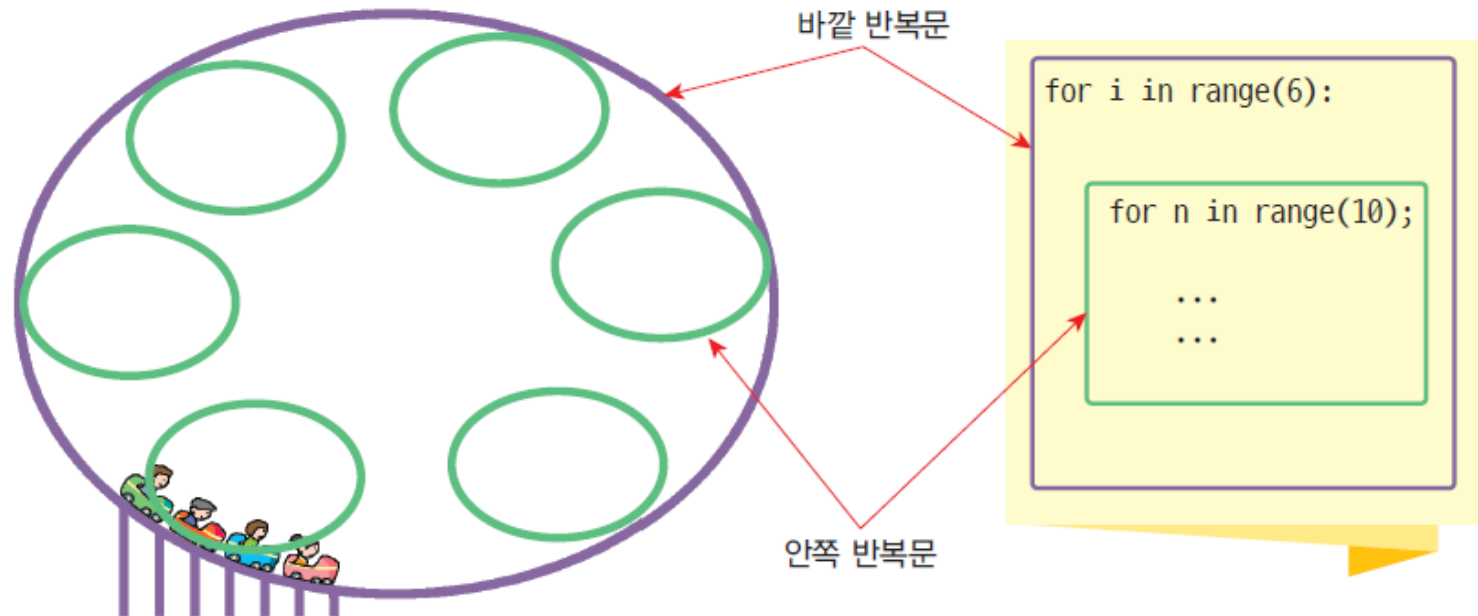 바깥 반복문
for i in range(6):
for n in range(10);
...
...
안쪽 반복문